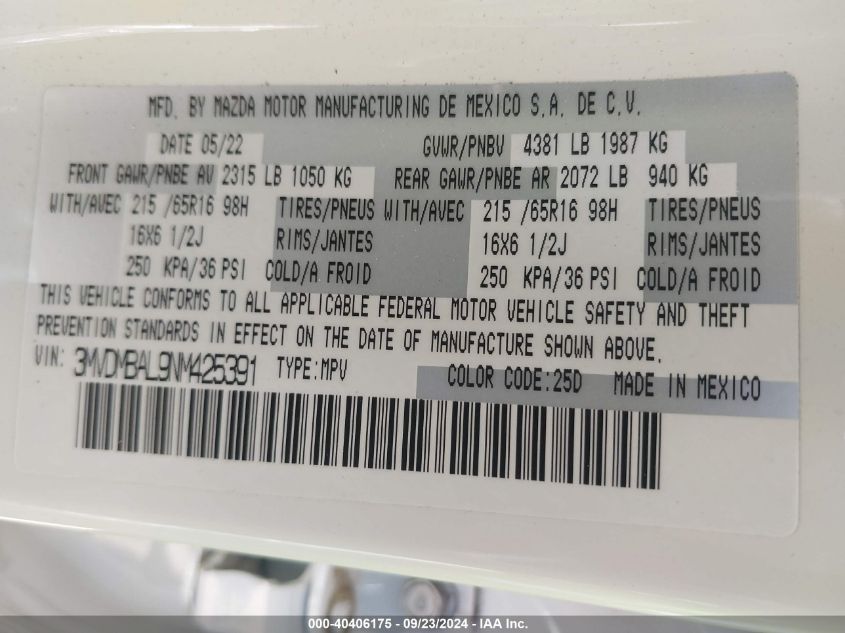 MFD. BY MAZDA MOTOR MANUFACTURING DE MEXICO S.A. DE C.V.
DATE 05/22 GVWR/PNBV 4381 LB 1987 KG
FRONT GAWR/PNBE AV 2315 LB 1050 KG REAR GAWR/PNBE AR 2072 LB 940 KG
WITH/AVEC 215 /65R16 98H TIRES/PNEUS WITH/AVEC 215 /65R16 98H TIRES/PNEUS
16X6 1/2J RIMS/JANTES 16X6 1/2J RIMS/JANTES
250 KPA/36 PSI COLD/A FROID 250 KPA/36 PSI COLD/A FROID
THIS VEHICLE CONFORMS TO ALL APPLICABLE FEDERAL MOTOR VEHICLE SAFETY AND THEFT
PREVENTION STANDARDS IN EFFECT ON THE DATE OF MANUFACTURE SHOWN ABOVE.
VIN: 3MVDMBAL9NM425391 TYPE:MPV COLOR CODE:25D MADE IN MEXICO
000-40406175 - 09/23/2024 - IAA Inc.